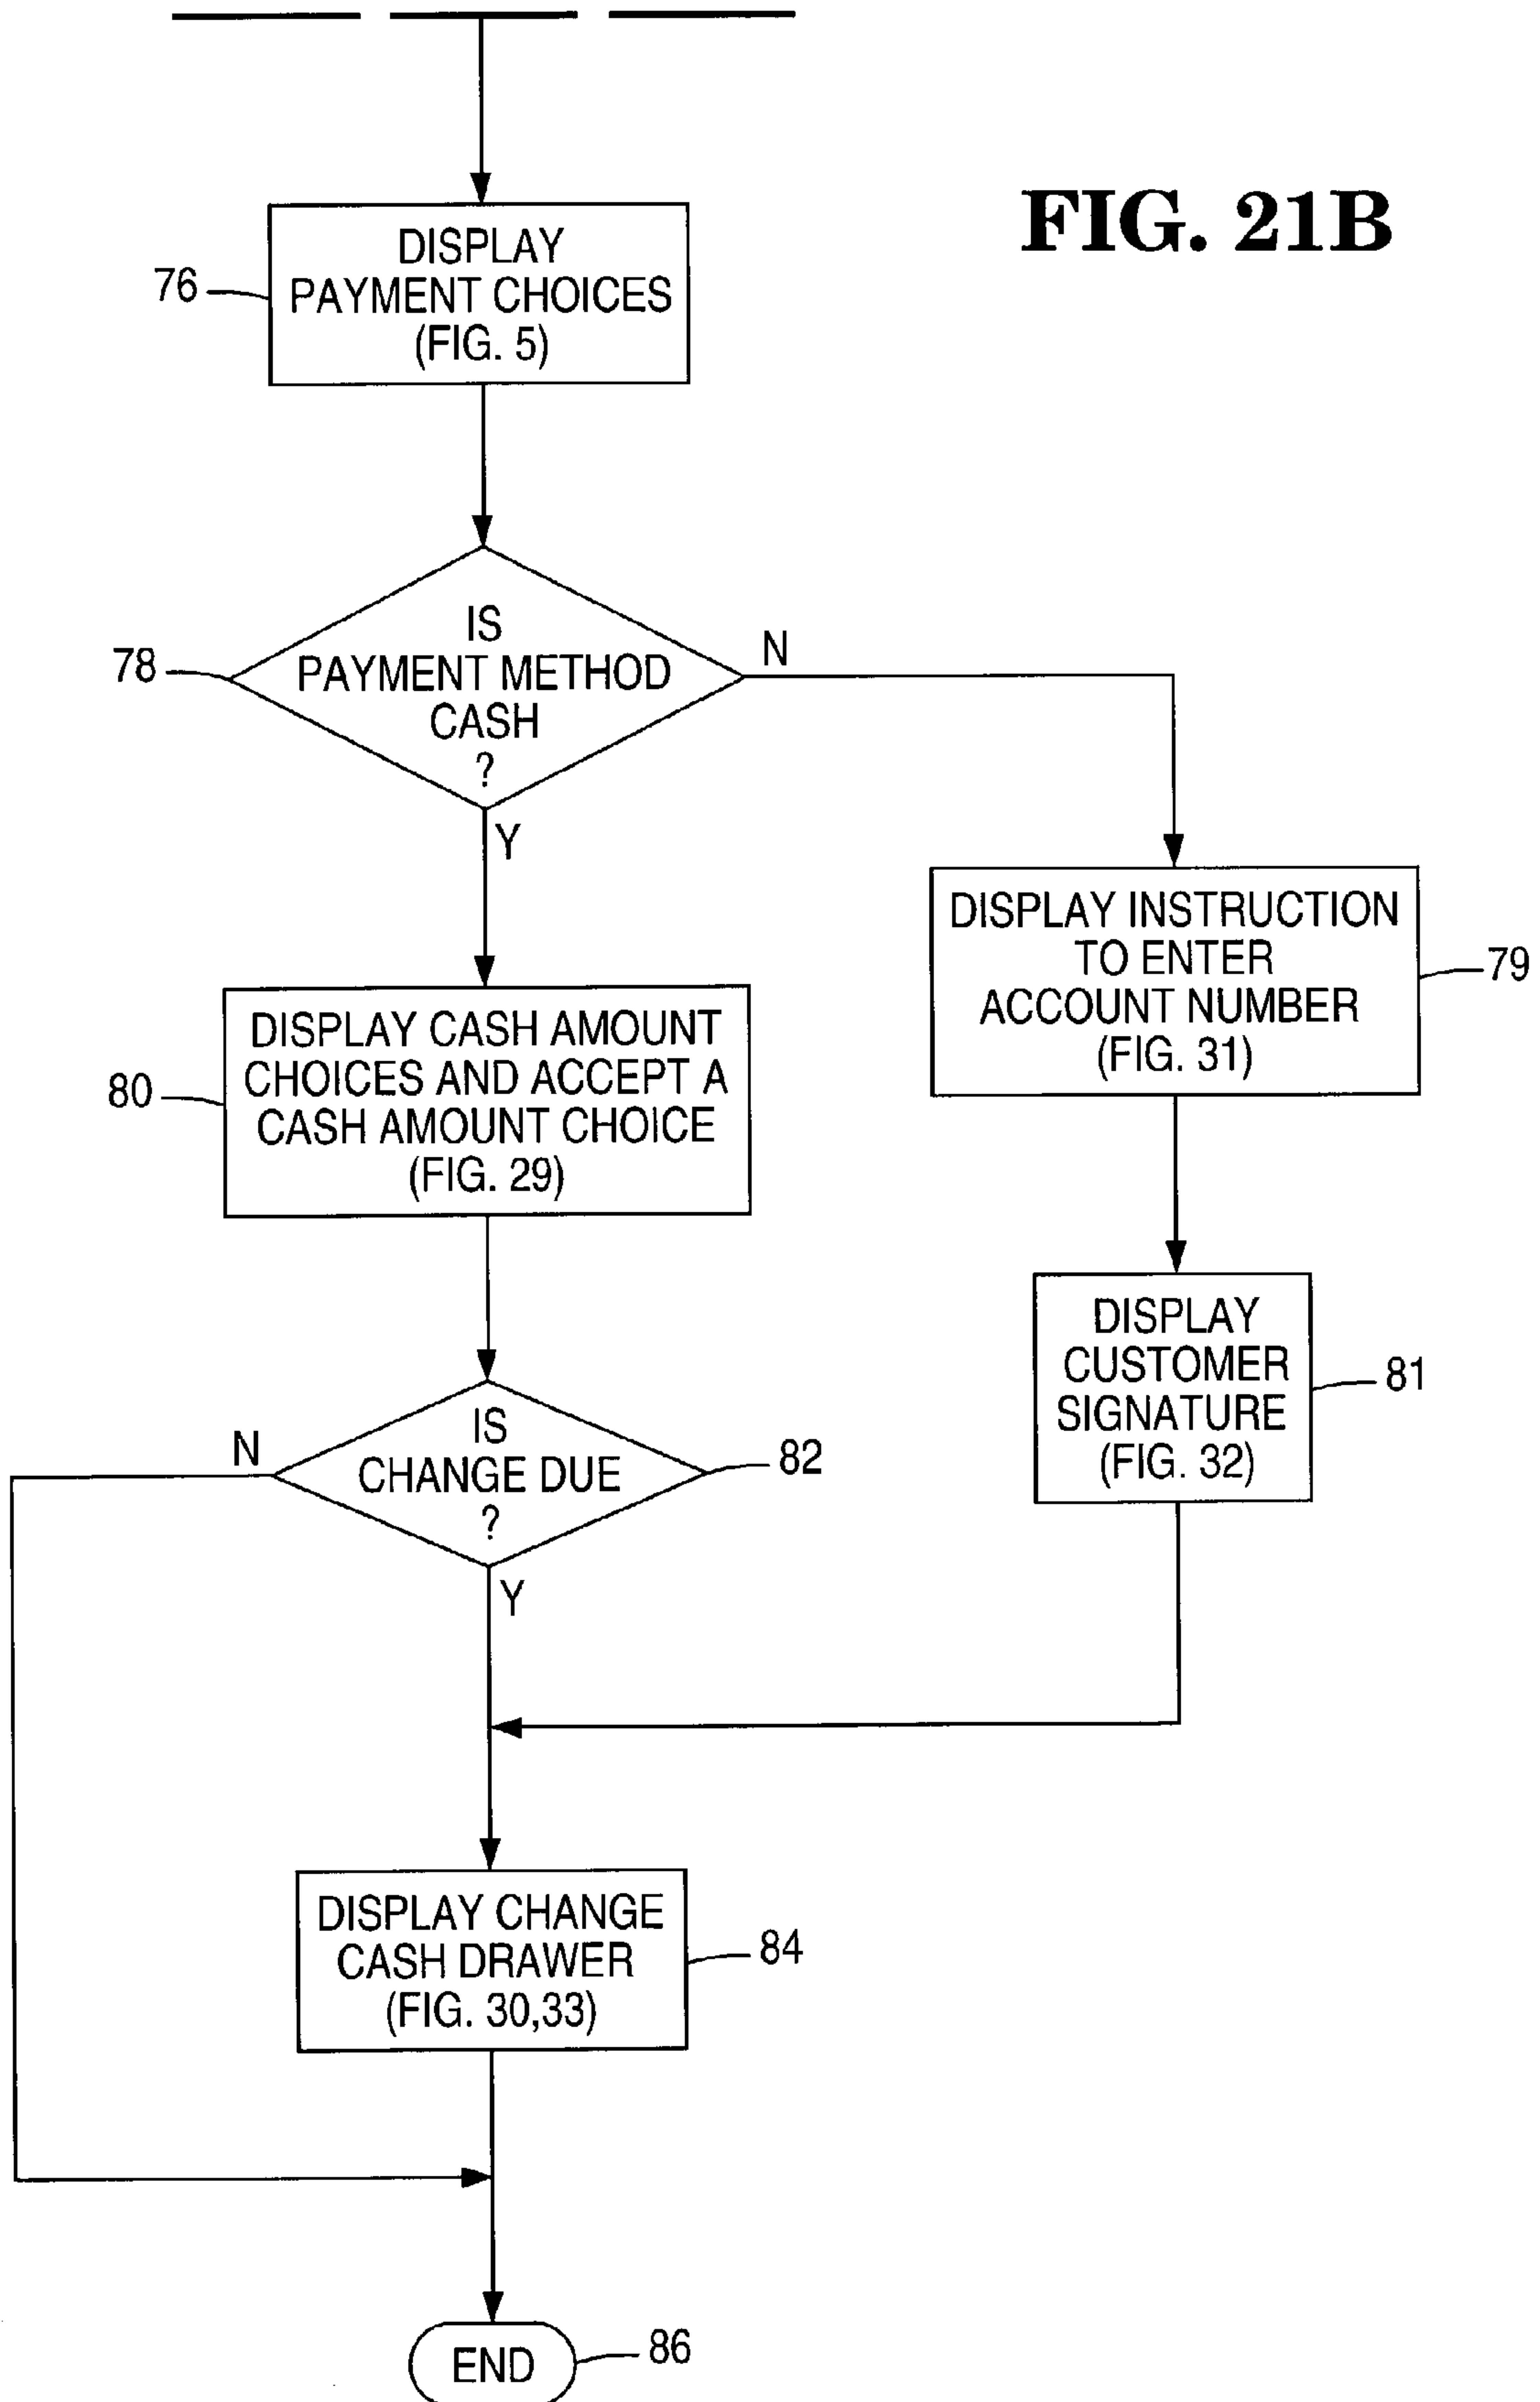 FIG. 21B
DISPLAY
PAYMENT CHOICES
(FIG. 5)
76
IS
PAYMENT METHOD
CASH
?
78
N
Y
DISPLAY INSTRUCTION
TO ENTER
ACCOUNT NUMBER
(FIG. 31)
79
DISPLAY CASH AMOUNT
CHOICES AND ACCEPT A
CASH AMOUNT CHOICE
(FIG. 29)
80
DISPLAY
CUSTOMER
SIGNATURE
(FIG. 32)
81
IS
CHANGE DUE
?
82
N
Y
DISPLAY CHANGE
CASH DRAWER
(FIG. 30,33)
84
END
86